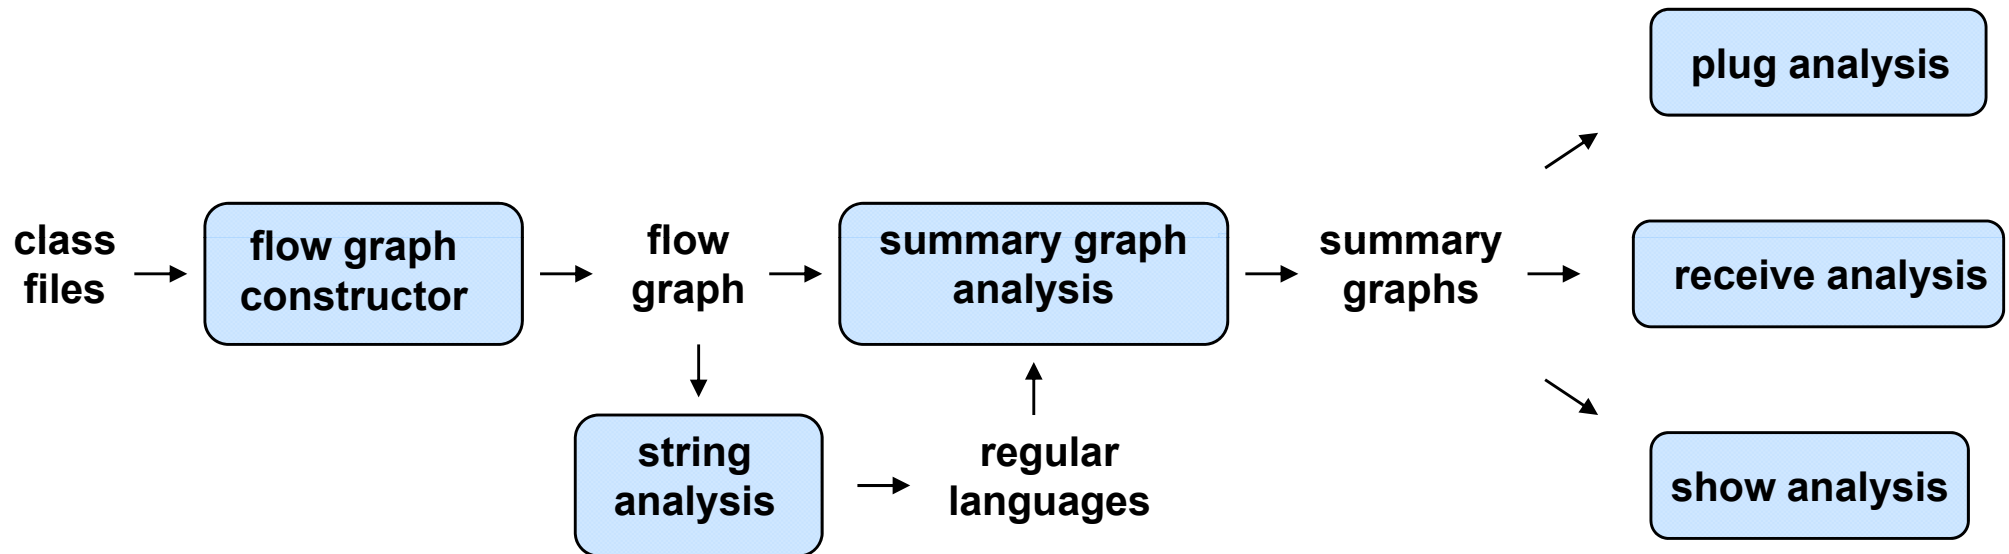 plug analysis
class
files
flow graph
constructor
flow
graph
summary graph
analysis
summary
graphs
receive analysis
string
analysis
regular
languages
show analysis